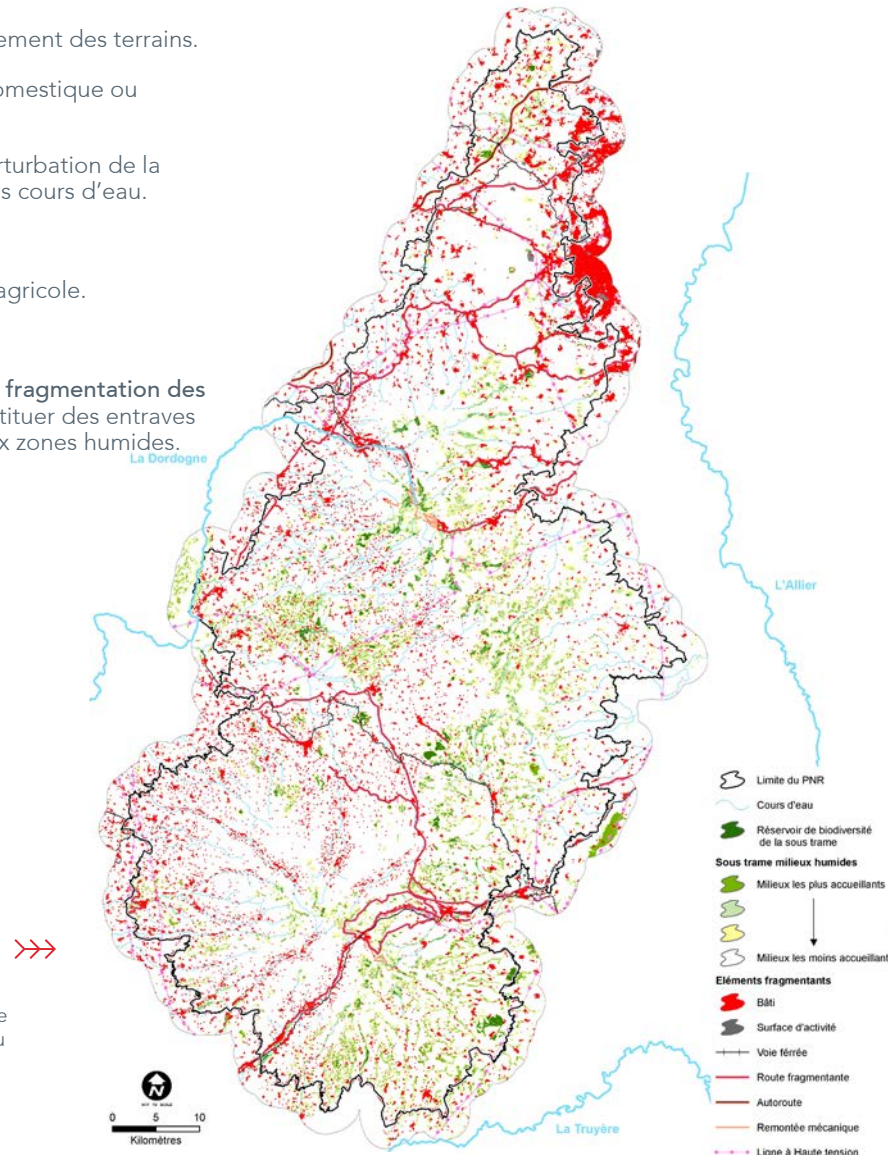 ement des terrains.
omestique ou
rturbation de la
s cours d'eau.
agricole.
fragmentation des
tituer des entraves
x zones humides.
La Dordogne
L'Allier
La Truyère
e
u
N
0 5 10
Kilomètres
Limite du PNR
Cours d'eau
Réservoir de biodiversité
de la sous trame
Sous trame milieux humides
Milieux les plus accueillants
Milieux les moins accueillant
Eléments fragmentants
Bâti
Surface d'activité
Voie férrée
Route fragmentante
Autoroute
Remontée mécanique
Ligne à Haute tension